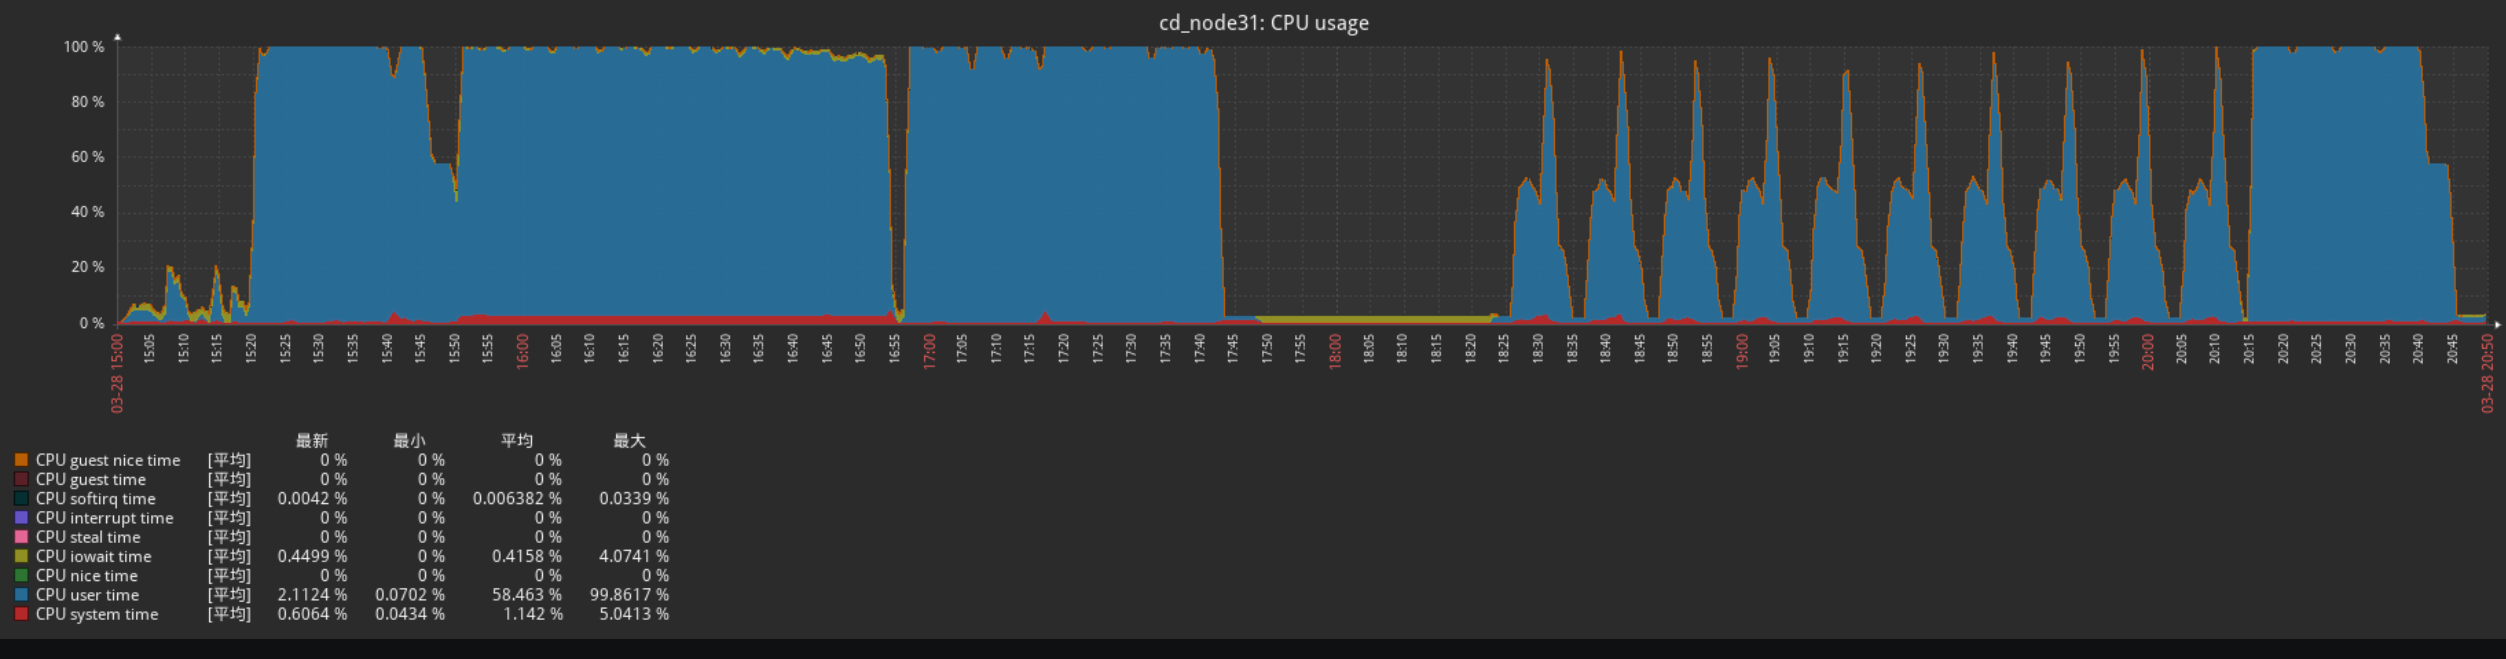 cd_node31: CPU usage
100 %
80 %
60 %
40 %
20 %
0 %
03-28 15:00 15:05 15:10 15:15 15:20 15:25 15:30 15:35 15:40 15:45 15:50 15:55 16:00 16:05 16:10 16:15 16:20 16:25 16:30 16:35 16:40 16:45 16:50 16:55 17:00 17:05 17:10 17:15 17:20 17:25 17:30 17:35 17:40 17:45 17:50 17:55 18:00 18:05 18:10 18:15 18:20 18:25 18:30 18:35 18:40 18:45 18:50 18:55 19:00 19:05 19:10 19:15 19:20 19:25 19:30 19:35 19:40 19:45 19:50 19:55 20:00 20:05 20:10 20:15 20:20 20:25 20:30 20:35 20:40 20:45 03-28 20:50
最新 最小 平均 最大
CPU guest nice time [平均] 0 % 0 % 0 % 0 %
CPU guest time [平均] 0 % 0 % 0 % 0 %
CPU softirq time [平均] 0.0042 % 0 % 0.006382 % 0.0339 %
CPU interrupt time [平均] 0 % 0 % 0 % 0 %
CPU steal time [平均] 0 % 0 % 0 % 0 %
CPU iowait time [平均] 0.4499 % 0 % 0.4158 % 4.0741 %
CPU nice time [平均] 0 % 0 % 0 % 0 %
CPU user time [平均] 2.1124 % 0.0702 % 58.463 % 99.8617 %
CPU system time [平均] 0.6064 % 0.0434 % 1.142 % 5.0413 %